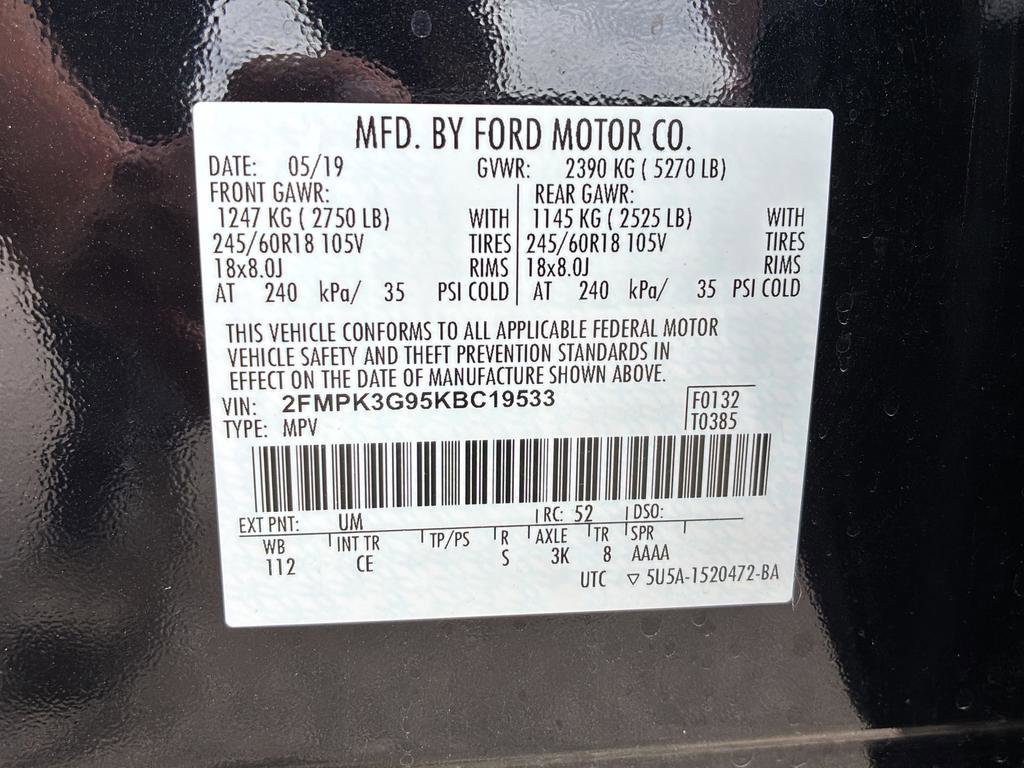 MFD. BY FORD MOTOR CO.
DATE: 05/19 GVWR: 2390 KG ( 5270 LB)
FRONT GAWR: REAR GAWR:
1247 KG ( 2750 LB) WITH 1145 KG ( 2525 LB) WITH
245/60R18 105V TIRES 245/60R18 105V TIRES
18x8.0J RIMS 18x8.0J RIMS
AT 240 kPa/ 35 PSI COLD AT 240 kPa/ 35 PSI COLD
THIS VEHICLE CONFORMS TO ALL APPLICABLE FEDERAL MOTOR
VEHICLE SAFETY AND THEFT PREVENTION STANDARDS IN
EFFECT ON THE DATE OF MANUFACTURE SHOWN ABOVE.
VIN: 2FMPK3G95KBC19533 F0132
TYPE: MPV T0385
EXT PNT: UM RC: 52 DSO:
WB INT TR TP/PS R AXLE TR SPR
112 CE S 3K 8 AAAA
UTC ▽ 5U5A-1520472-BA